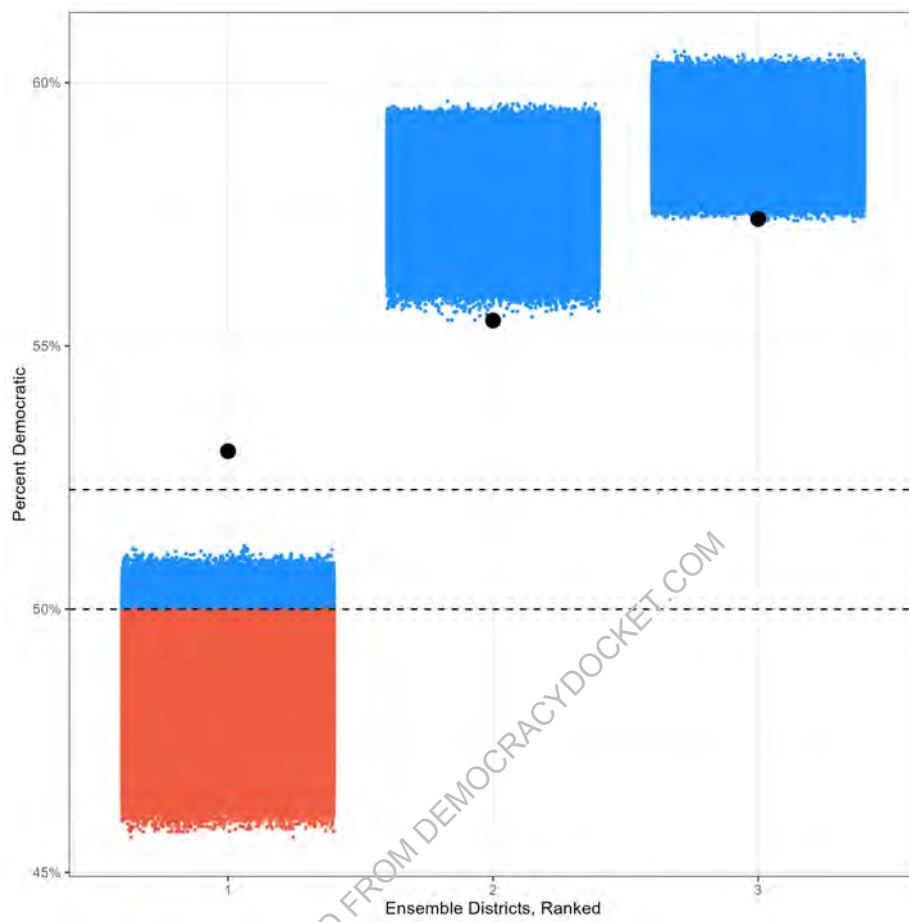 60%
55%
50%
45%
Percent Democratic
1
2
3
Ensemble Districts, Ranked
FROM DEMOCRACYDOCKET.COM